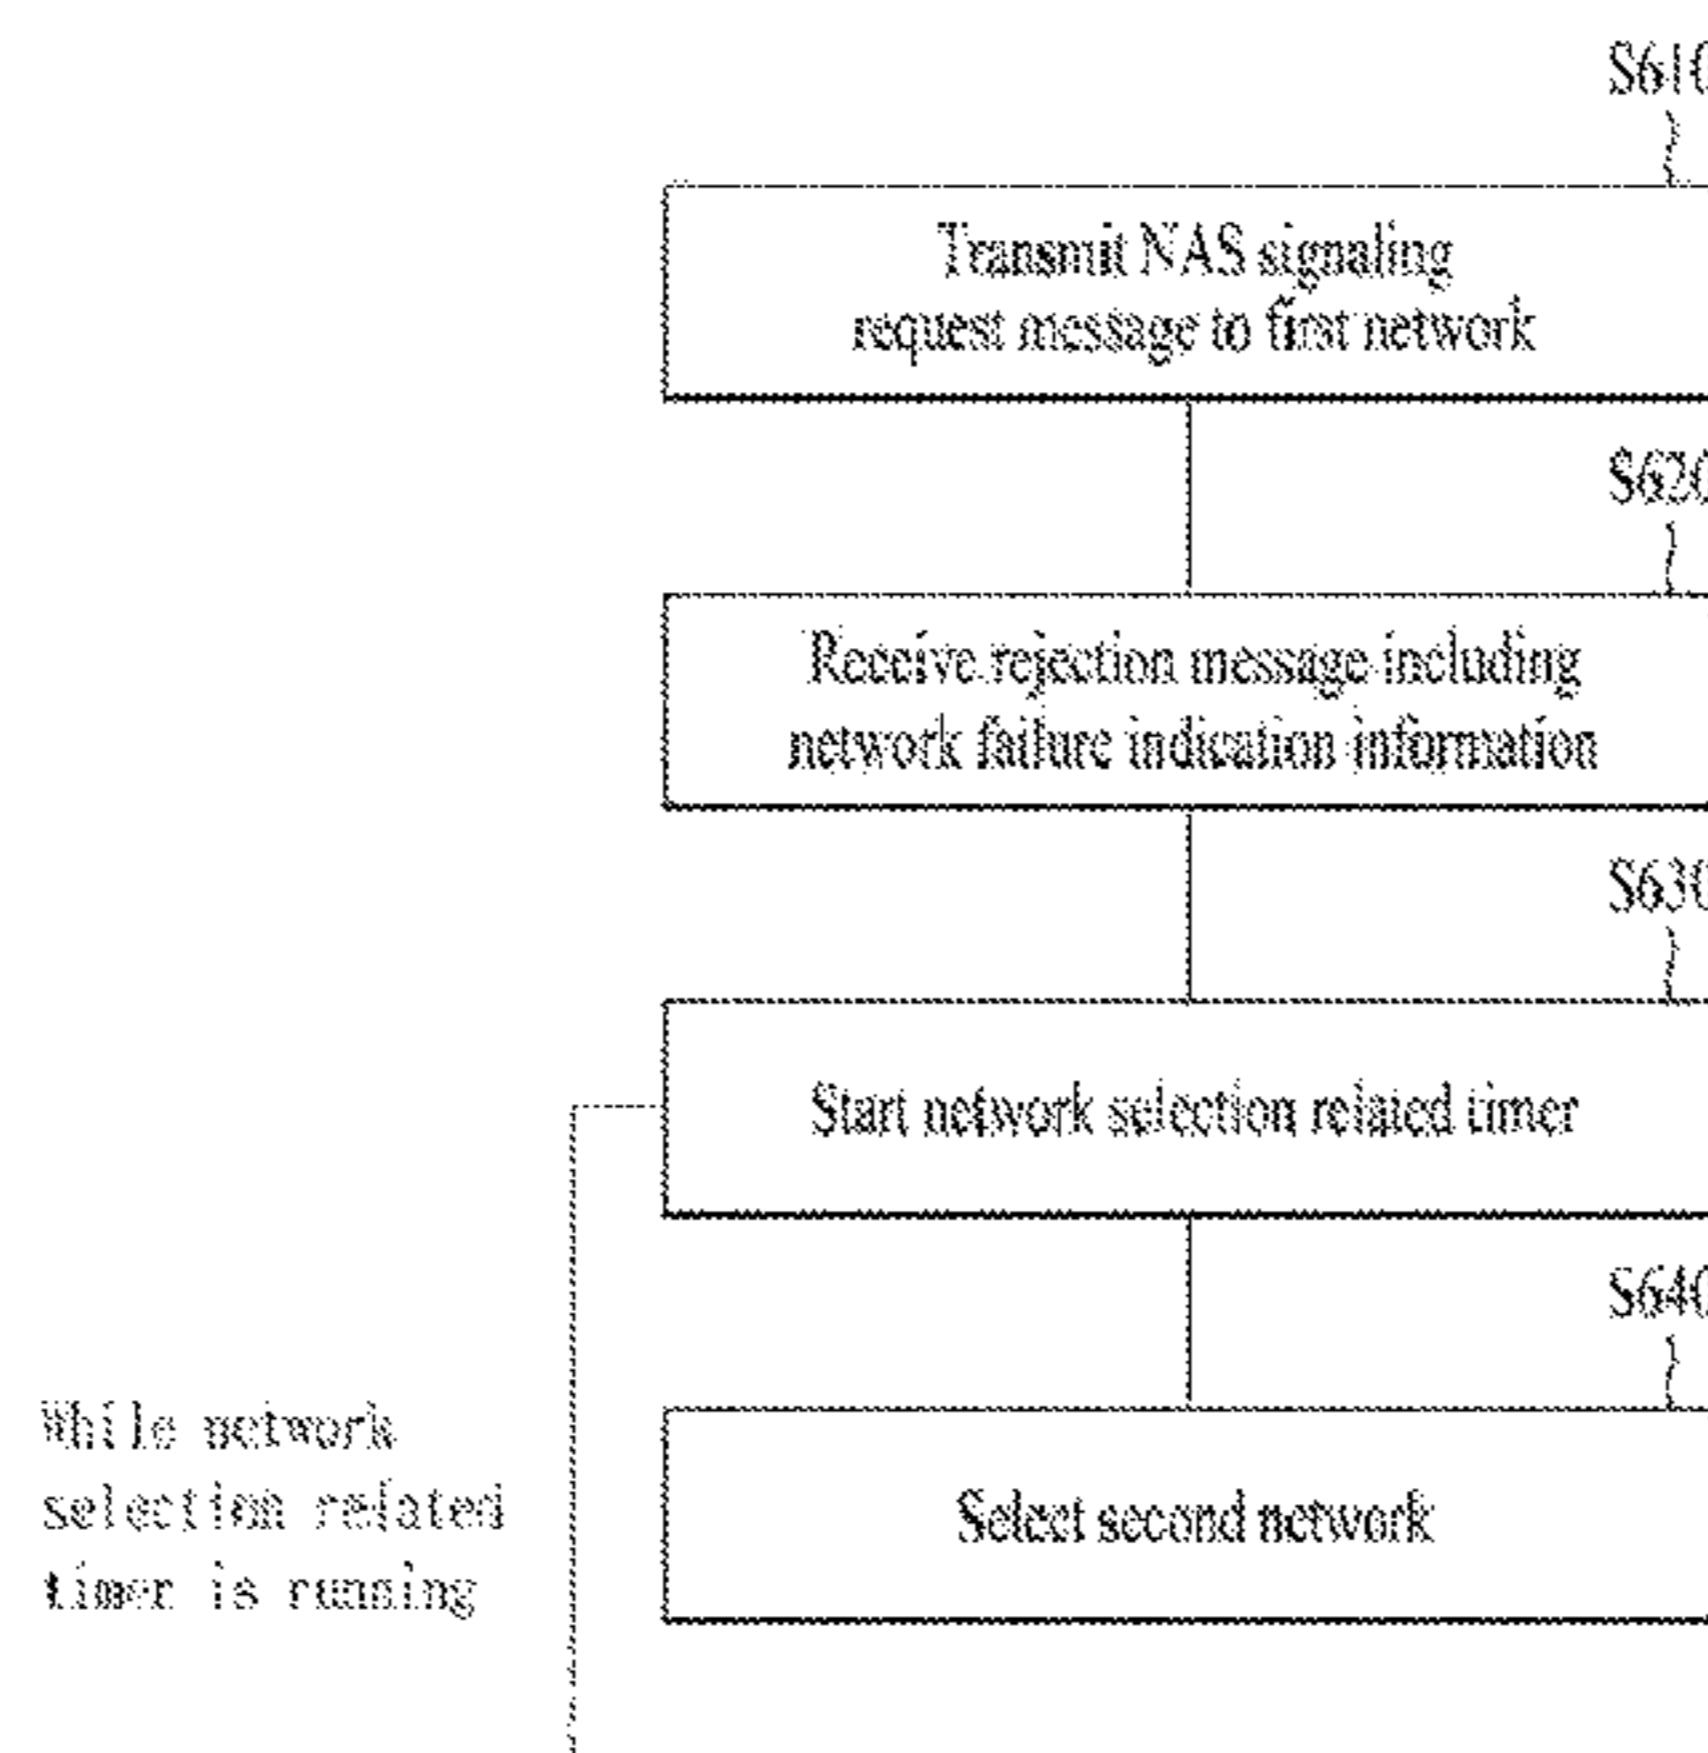 S610
Transmit NAS signaling
request message to first network
S620
Receive rejection message including
network failure indication information
S630
Start network selection related timer
S640
Select second network
While network
selection related
timer is running